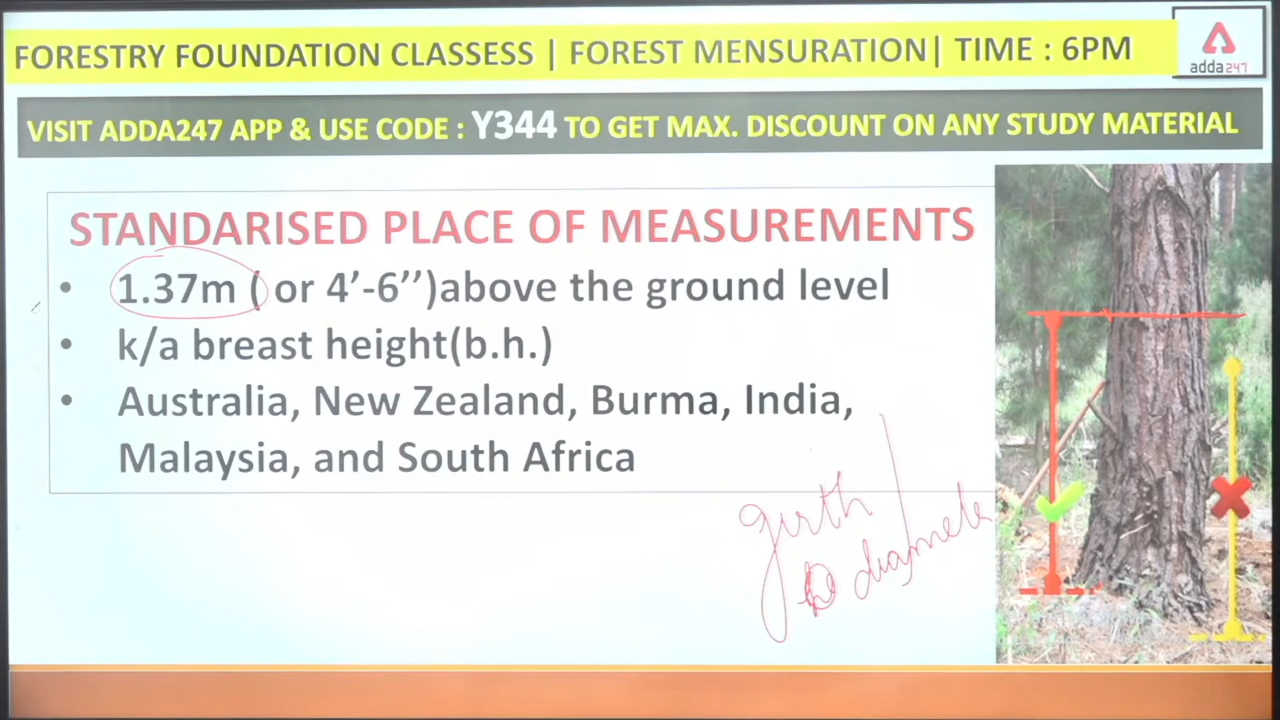 FORESTRY FOUNDATION CLASSESS | FOREST MENSURATION| TIME : 6PM
adda247
VISIT ADDA247 APP & USE CODE : Y344 TO GET MAX. DISCOUNT ON ANY STUDY MATERIAL
STANDARISED PLACE OF MEASUREMENTS
• 1.37m ( or 4’-6’’)above the ground level
• k/a breast height(b.h.)
• Australia, New Zealand, Burma, India,
Malaysia, and South Africa
girth